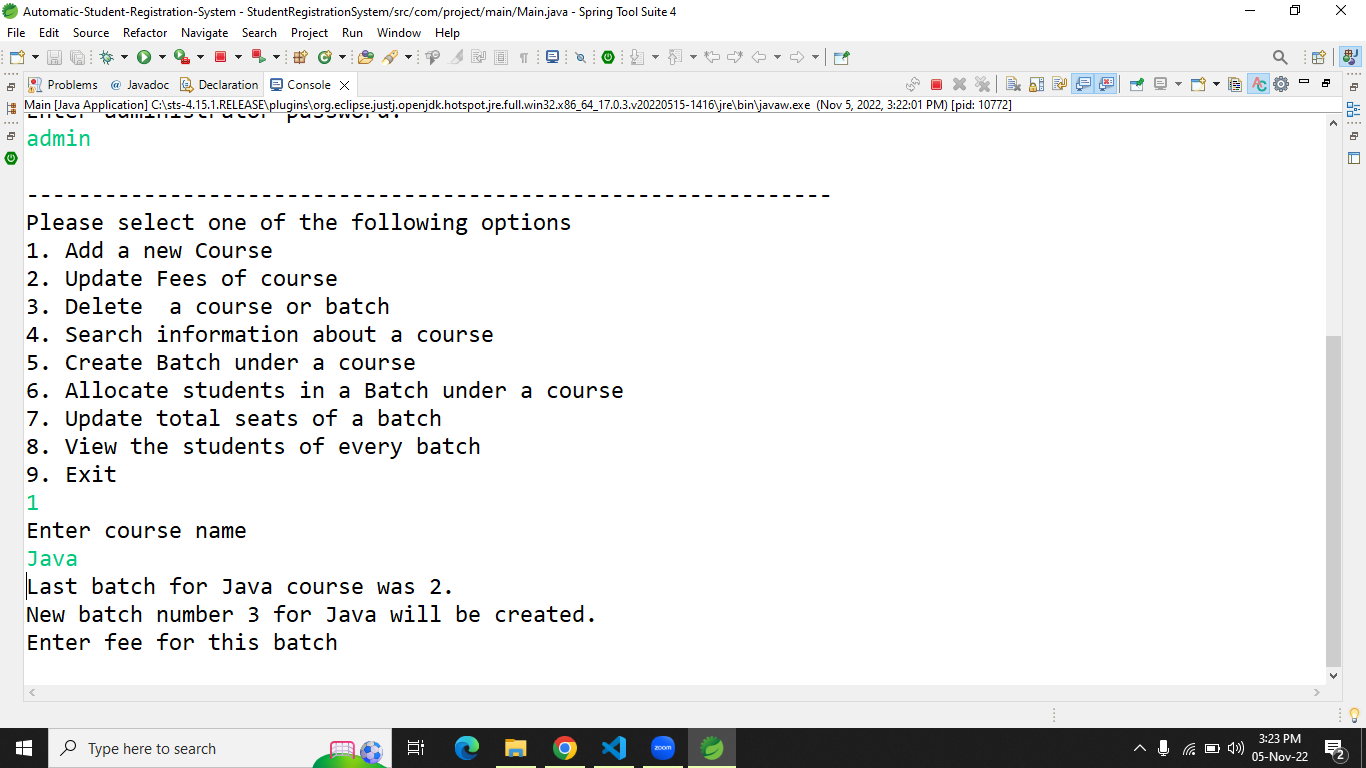 Automatic-Student-Registration-System - StudentRegistrationSystem/src/com/project/main/Main.java - Spring Tool Suite 4
File Edit Source Refactor Navigate Search Project Run Window Help
Problems @ Javadoc Declaration Console
Main [Java Application] C:\sts-4.15.1.RELEASE\plugins\org.eclipse.justj.openjdk.hotspot.jre.full.win32.x86_64_17.0.3.v20220515-1416\jre\bin\javaw.exe (Nov 5, 2022, 3:22:01 PM) [pid: 10772]
Enter administrator password:
admin
--------------------------------------------------------------
Please select one of the following options
1. Add a new Course
2. Update Fees of course
3. Delete  a course or batch
4. Search information about a course
5. Create Batch under a course
6. Allocate students in a Batch under a course
7. Update total seats of a batch
8. View the students of every batch
9. Exit
1
Enter course name
Java
Last batch for Java course was 2.
New batch number 3 for Java will be created.
Enter fee for this batch
Type here to search
zoom
3:23 PM
05-Nov-22
2